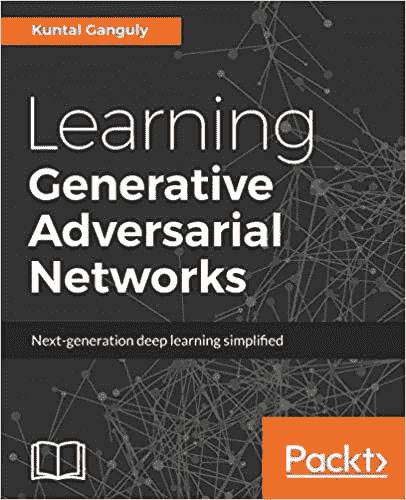 Kuntal Ganguly
Learning
Generative
Adversarial
Networks
Next-generation deep learning simplified
Packt>